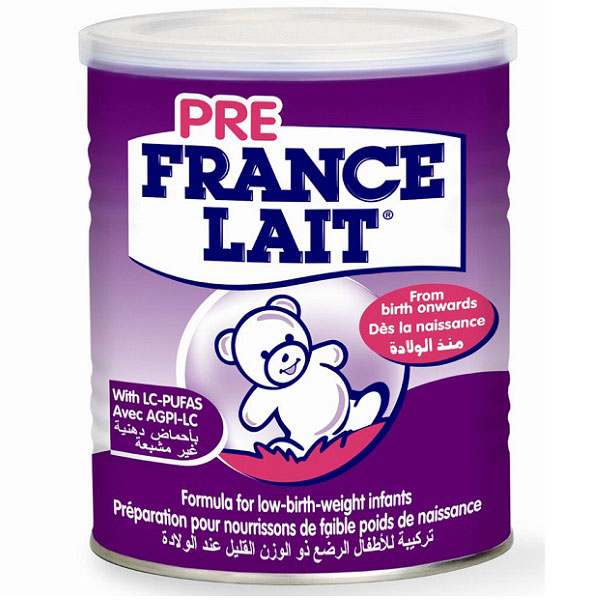 PRE
FRANCE
LAIT®
From
birth onwards
Dès la naissance
منذ الولادة
With LC-PUFAS
Avec AGPI-LC
بأحماض دهنية
غير مشبعة
Formula for low-birth-weight infants
Préparation pour nourrissons de faible poids de naissance
تركيبة للأطفال الرضع ذو الوزن القليل عند الولادة